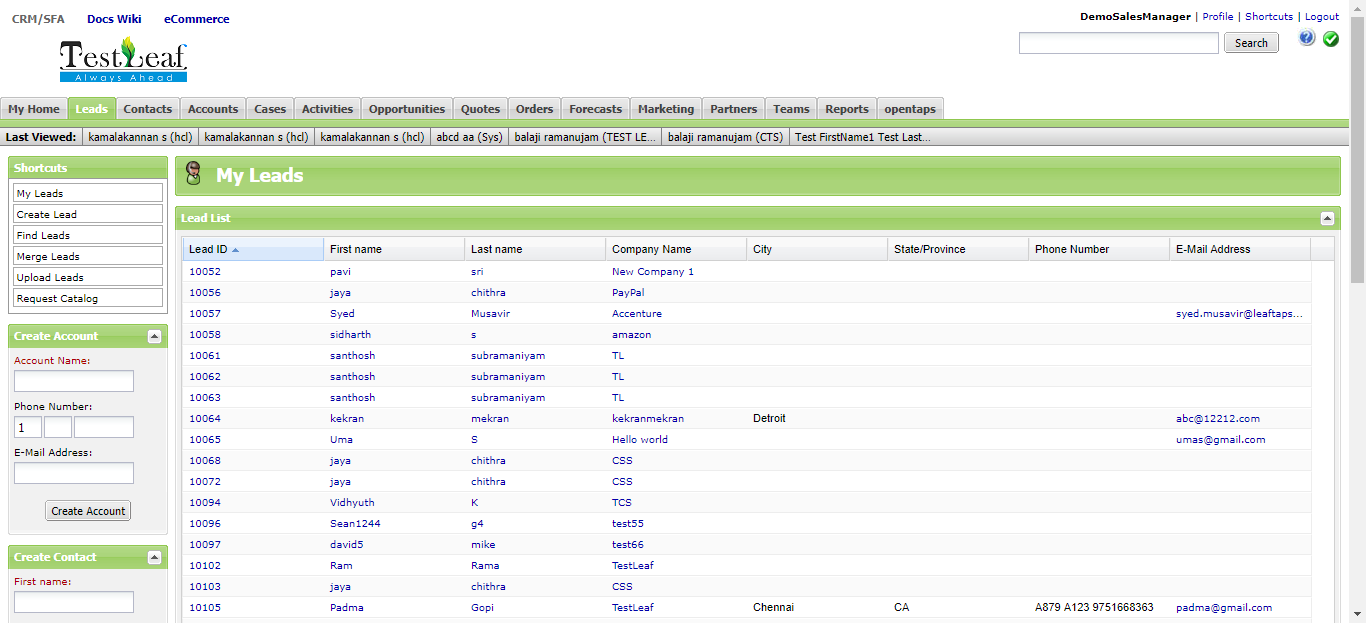 CRM/SFA Docs Wiki eCommerce
DemoSalesManager | Profile | Shortcuts | Logout
TestLeaf
Always Ahead
Search
My Home Leads Contacts Accounts Cases Activities Opportunities Quotes Orders Forecasts Marketing Partners Teams Reports opentaps
Last Viewed: kamalakannan s (hcl) kamalakannan s (hcl) kamalakannan s (hcl) abcd aa (Sys) balaji ramanujam (TEST LE... balaji ramanujam (CTS) Test FirstName1 Test Last...
Shortcuts
My Leads
Create Lead
Find Leads
Merge Leads
Upload Leads
Request Catalog
Create Account
Account Name:
Phone Number:
1
E-Mail Address:
Create Account
Create Contact
First name:
My Leads
Lead List
Lead ID First name Last name Company Name City State/Province Phone Number E-Mail Address
10052 pavi sri New Company 1
10056 jaya chithra PayPal
10057 Syed Musavir Accenture syed.musavir@leaftaps...
10058 sidharth s amazon
10061 santhosh subramaniyam TL
10062 santhosh subramaniyam TL
10063 santhosh subramaniyam TL
10064 kekran mekran kekranmekran Detroit abc@12212.com
10065 Uma S Hello world umas@gmail.com
10068 jaya chithra CSS
10072 jaya chithra CSS
10094 Vidhyuth K TCS
10096 Sean1244 g4 test55
10097 david5 mike test66
10102 Ram Rama TestLeaf
10103 jaya chithra CSS
10105 Padma Gopi TestLeaf Chennai CA A879 A123 9751668363 padma@gmail.com